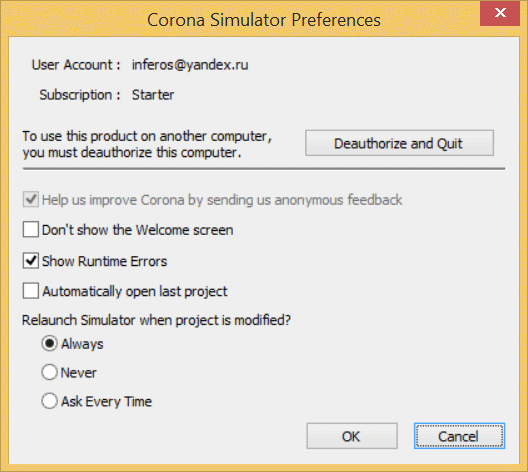 Corona Simulator Preferences
User Account : inferos@yandex.ru
Subscription : Starter
To use this product on another computer,
you must deauthorize this computer.
Deauthorize and Quit
Help us improve Corona by sending us anonymous feedback
Don't show the Welcome screen
Show Runtime Errors
Automatically open last project
Relaunch Simulator when project is modified?
Always
Never
Ask Every Time
OK
Cancel